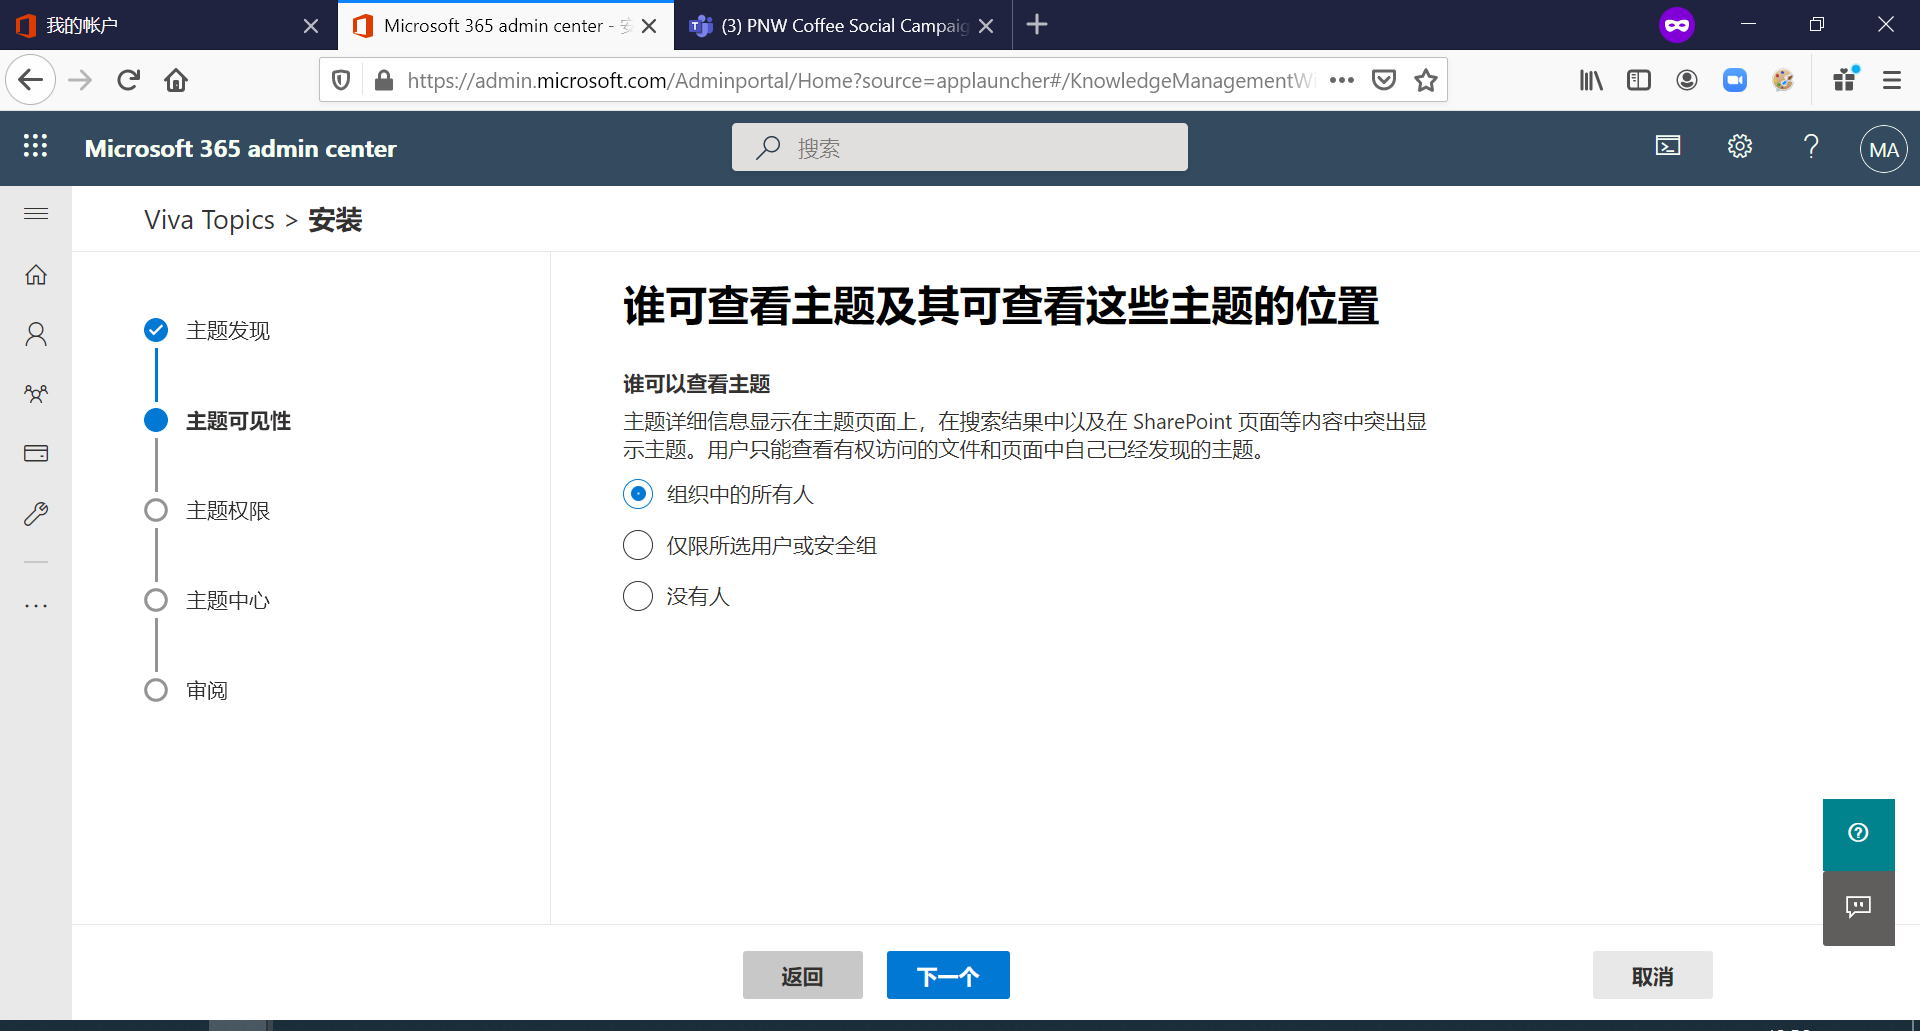 我的帐户
Microsoft 365 admin center - 安
(3) PNW Coffee Social Campaig
https://admin.microsoft.com/Adminportal/Home?source=applauncher#/KnowledgeManagementWi
Microsoft 365 admin center
搜索
MA
Viva Topics > 安装
主题发现
主题可见性
主题权限
主题中心
审阅
谁可查看主题及其可查看这些主题的位置
谁可以查看主题
主题详细信息显示在主题页面上，在搜索结果中以及在 SharePoint 页面等内容中突出显
示主题。用户只能查看有权访问的文件和页面中自己已经发现的主题。
组织中的所有人
仅限所选用户或安全组
没有人
返回
下一个
取消